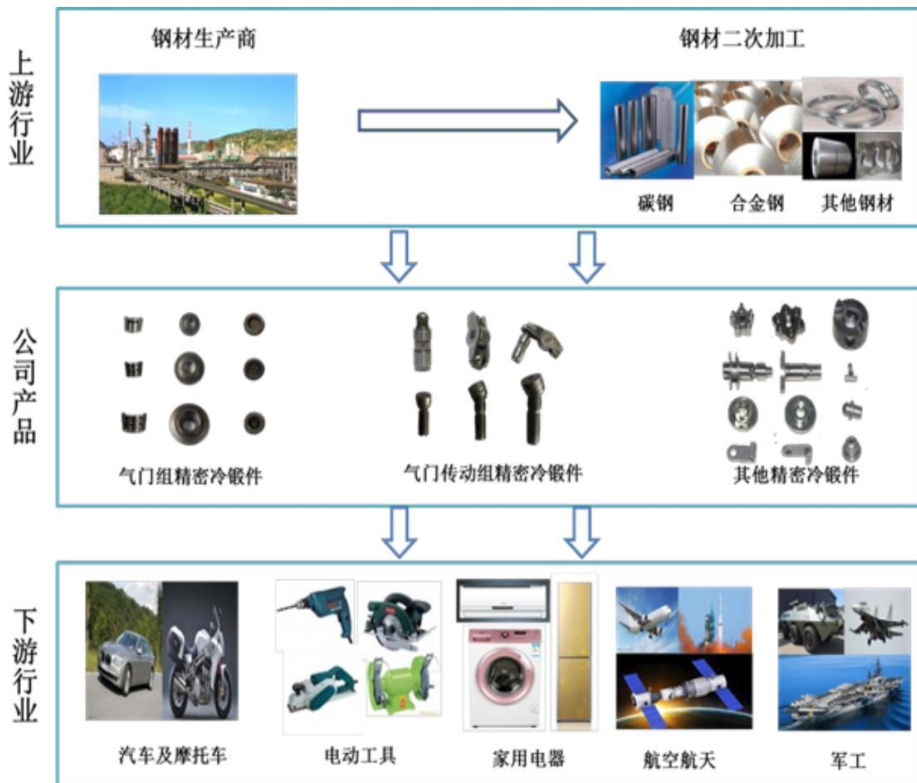 上游行业
钢材生产商
钢材二次加工
碳钢
合金钢
其他钢材
公司产品
气门组精密冷锻件
气门传动组精密冷锻件
其他精密冷锻件
下游行业
汽车及摩托车
电动工具
家用电器
航空航天
军工